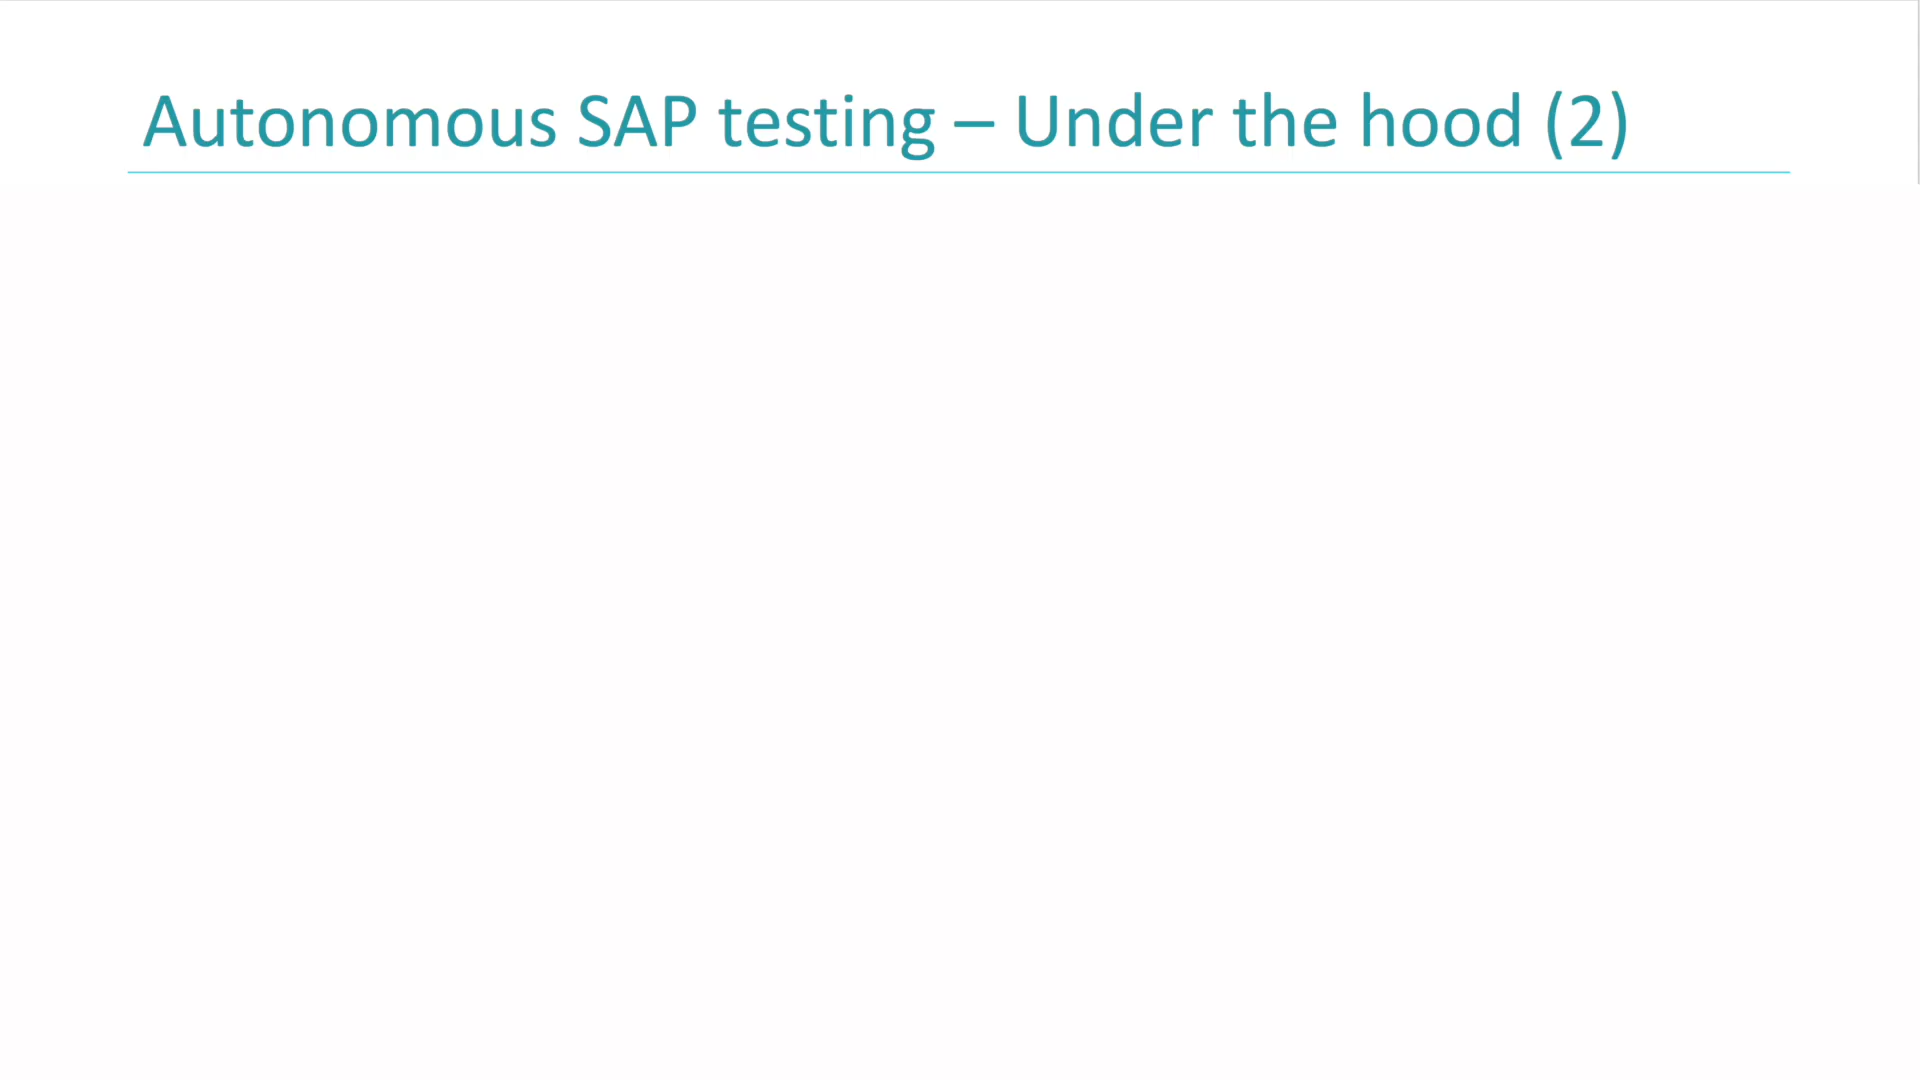 Autonomous SAP testing – Under the hood (2)